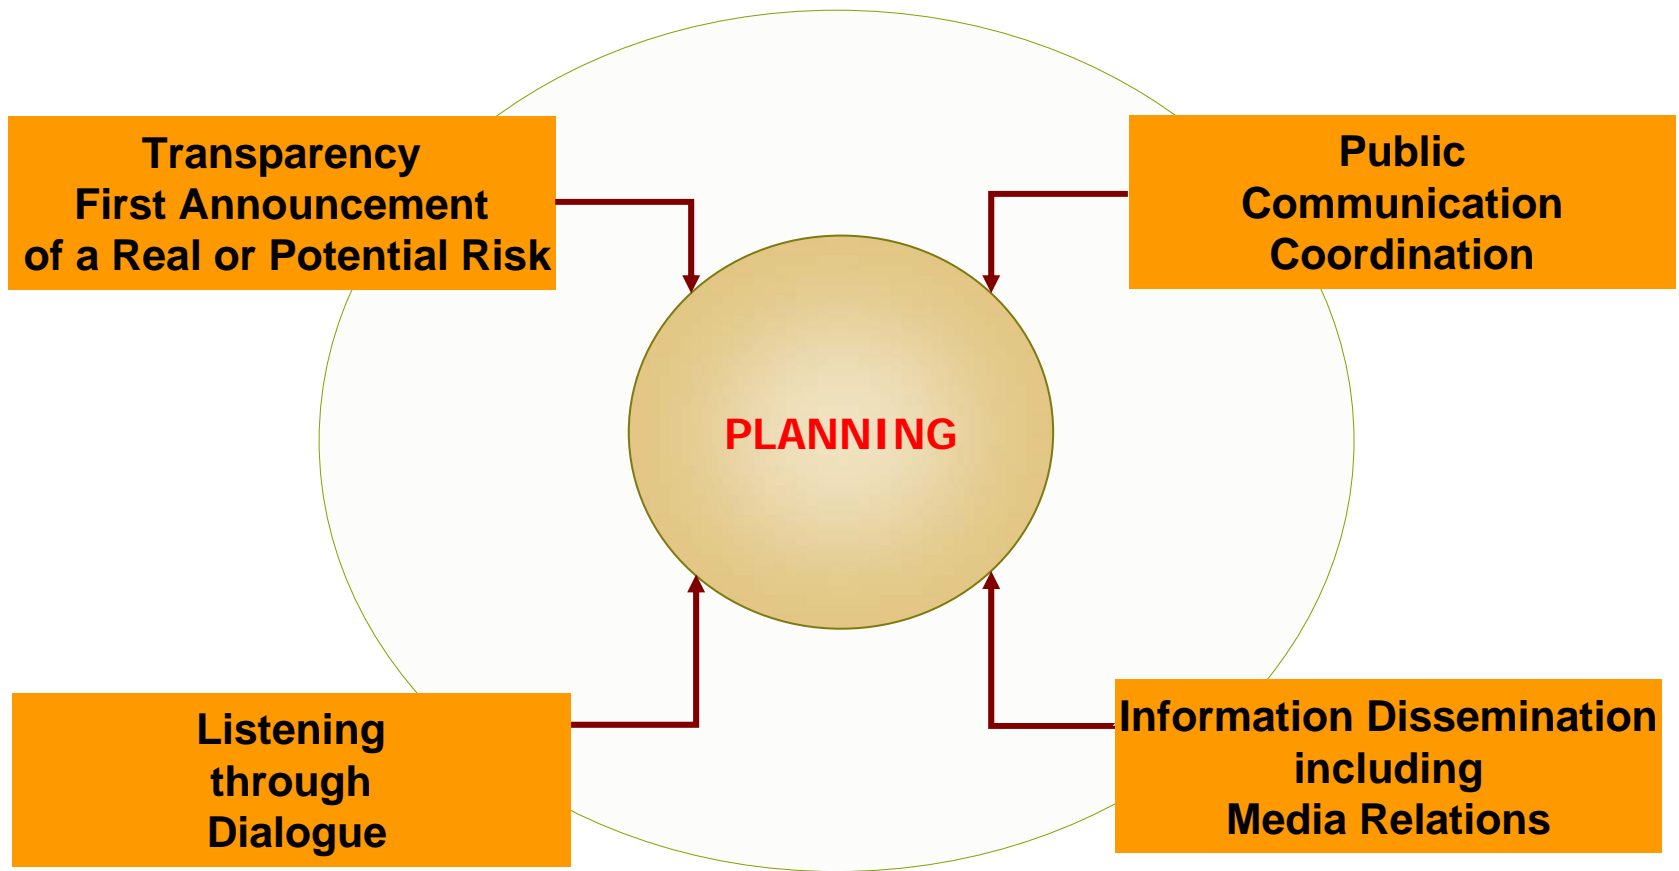 Transparency
First Announcement
of a Real or Potential Risk
Public
Communication
Coordination
PLANNING
Listening
through
Dialogue
Information Dissemination
including
Media Relations